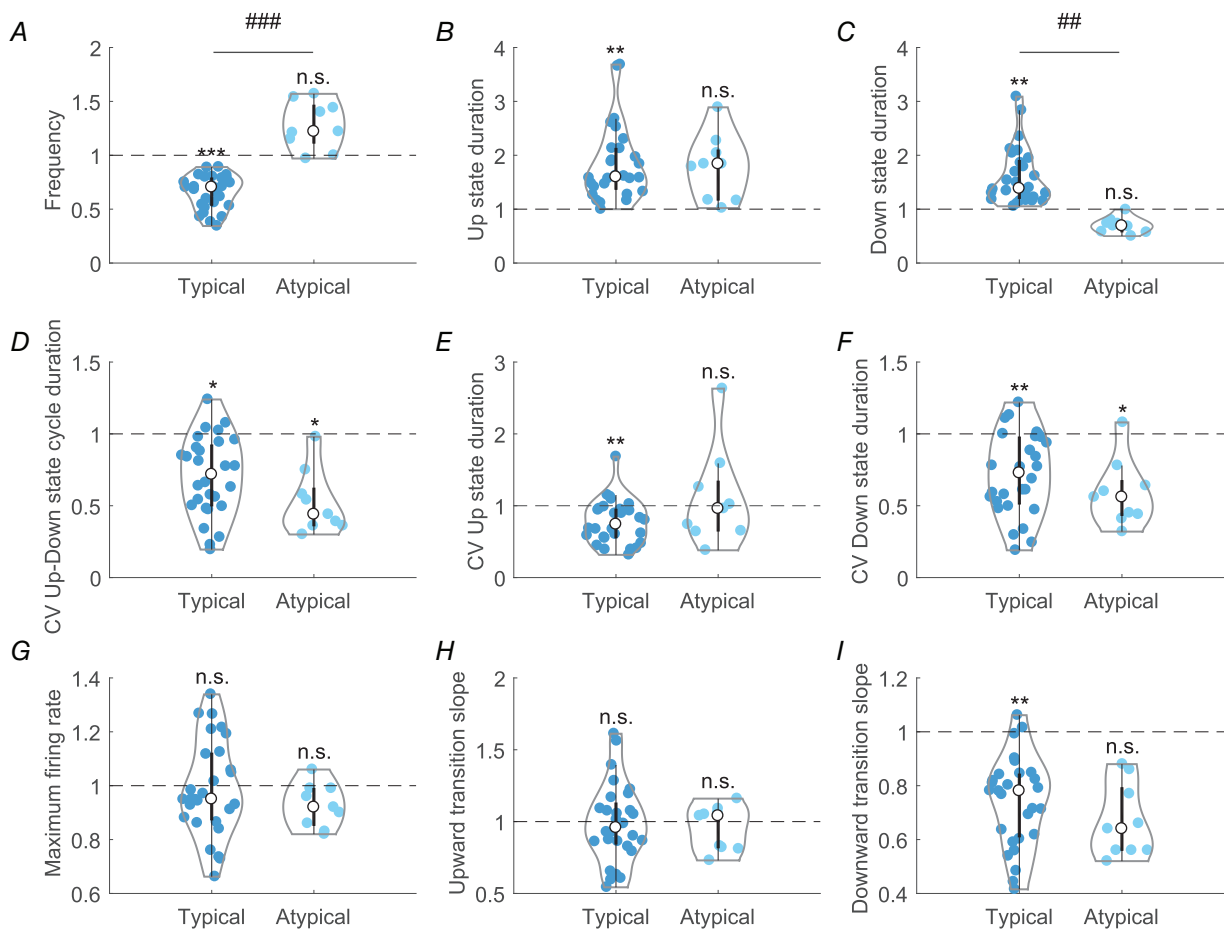 A
###
Frequency
2
1.5
1
0.5
0
***
n.s.
Typical
Atypical
B
Up state duration
4
3
2
1
0
**
n.s.
Typical
Atypical
C
##
Down state duration
4
3
2
1
0
**
n.s.
Typical
Atypical
D
CV Up-Down state cycle duration
1.5
1
0.5
0
*
*
Typical
Atypical
E
CV Up state duration
3
2
1
0
**
n.s.
Typical
Atypical
F
CV Down state duration
1.5
1
0.5
0
**
*
Typical
Atypical
G
Maximum firing rate
1.4
1.2
1
0.8
0.6
n.s.
n.s.
Typical
Atypical
H
Upward transition slope
2
1.5
1
0.5
n.s.
n.s.
Typical
Atypical
I
Downward transition slope
1.2
1
0.8
0.6
0.4
**
n.s.
Typical
Atypical